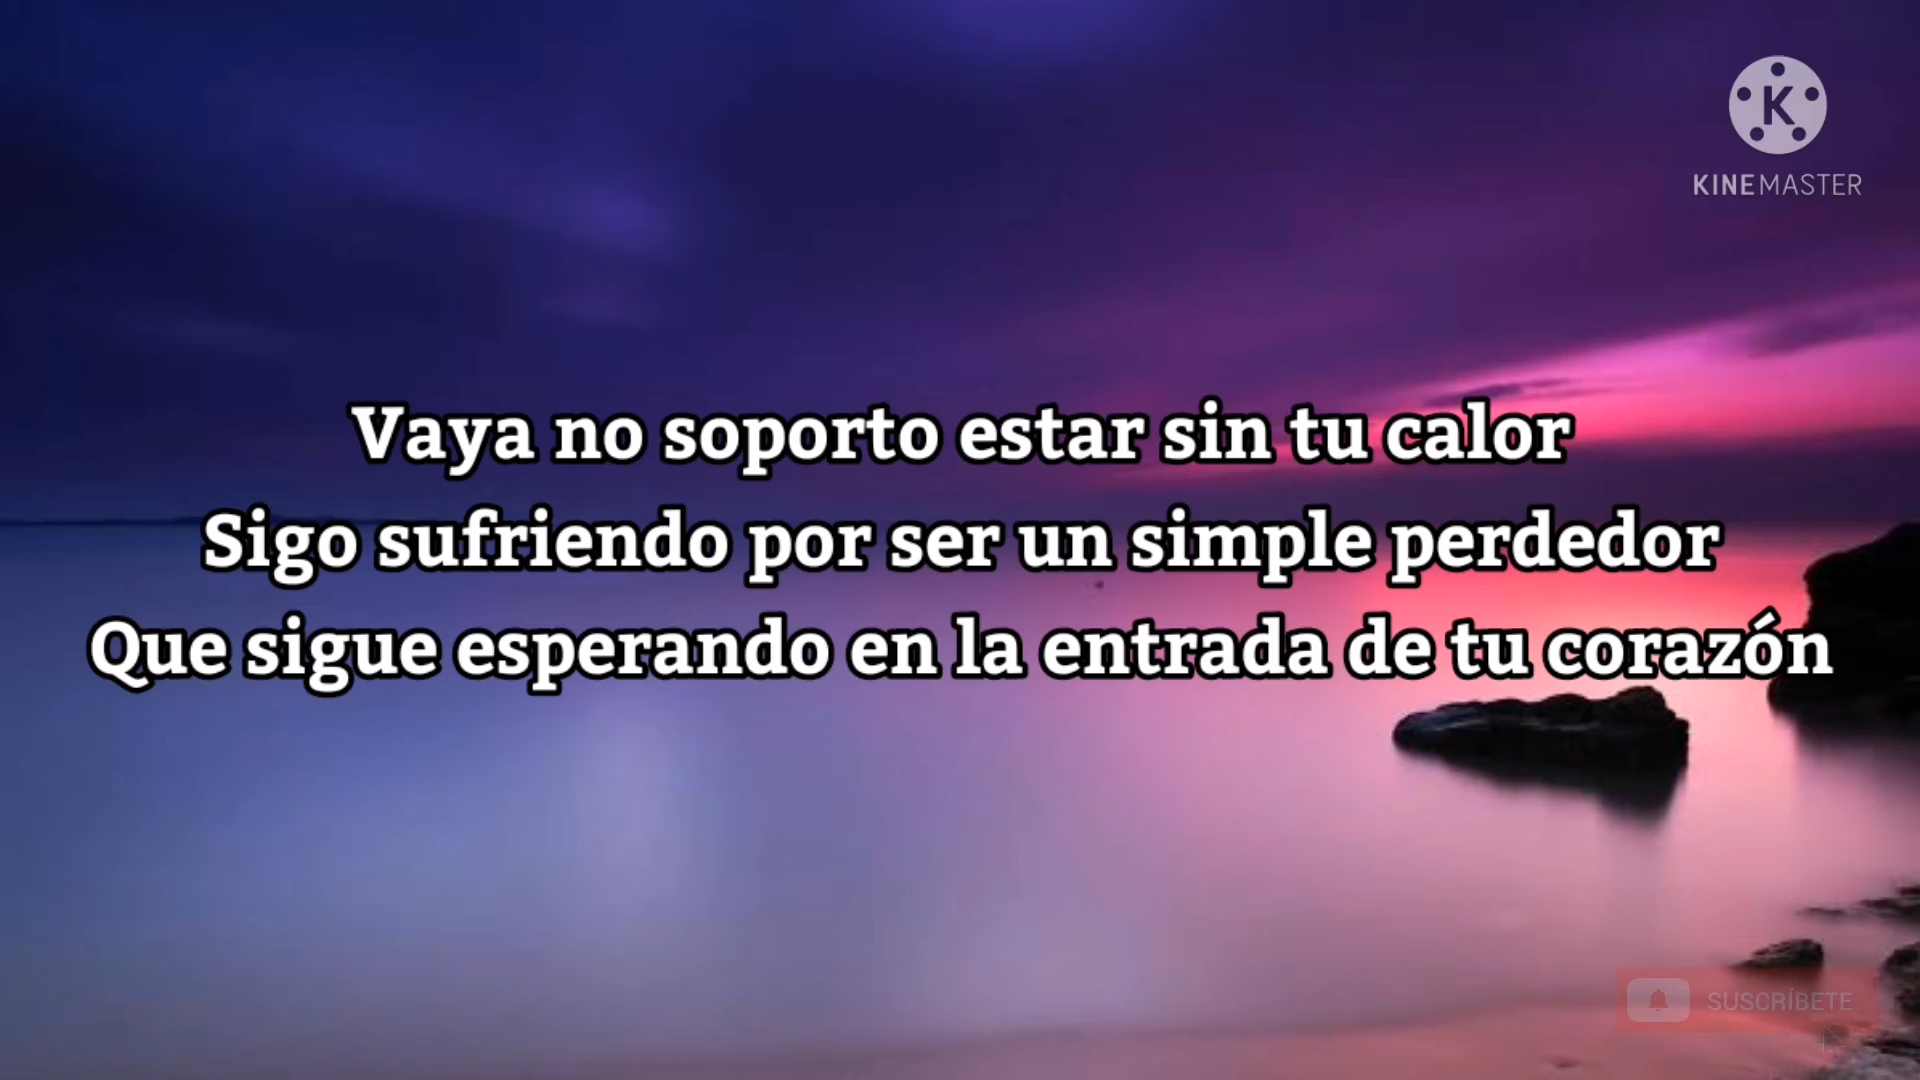 K
KINEMASTER
Vaya no soporto estar sin tu calor
Sigo sufriendo por ser un simple perdedor
Que sigue esperando en la entrada de tu corazón
SUSCRÍBETE